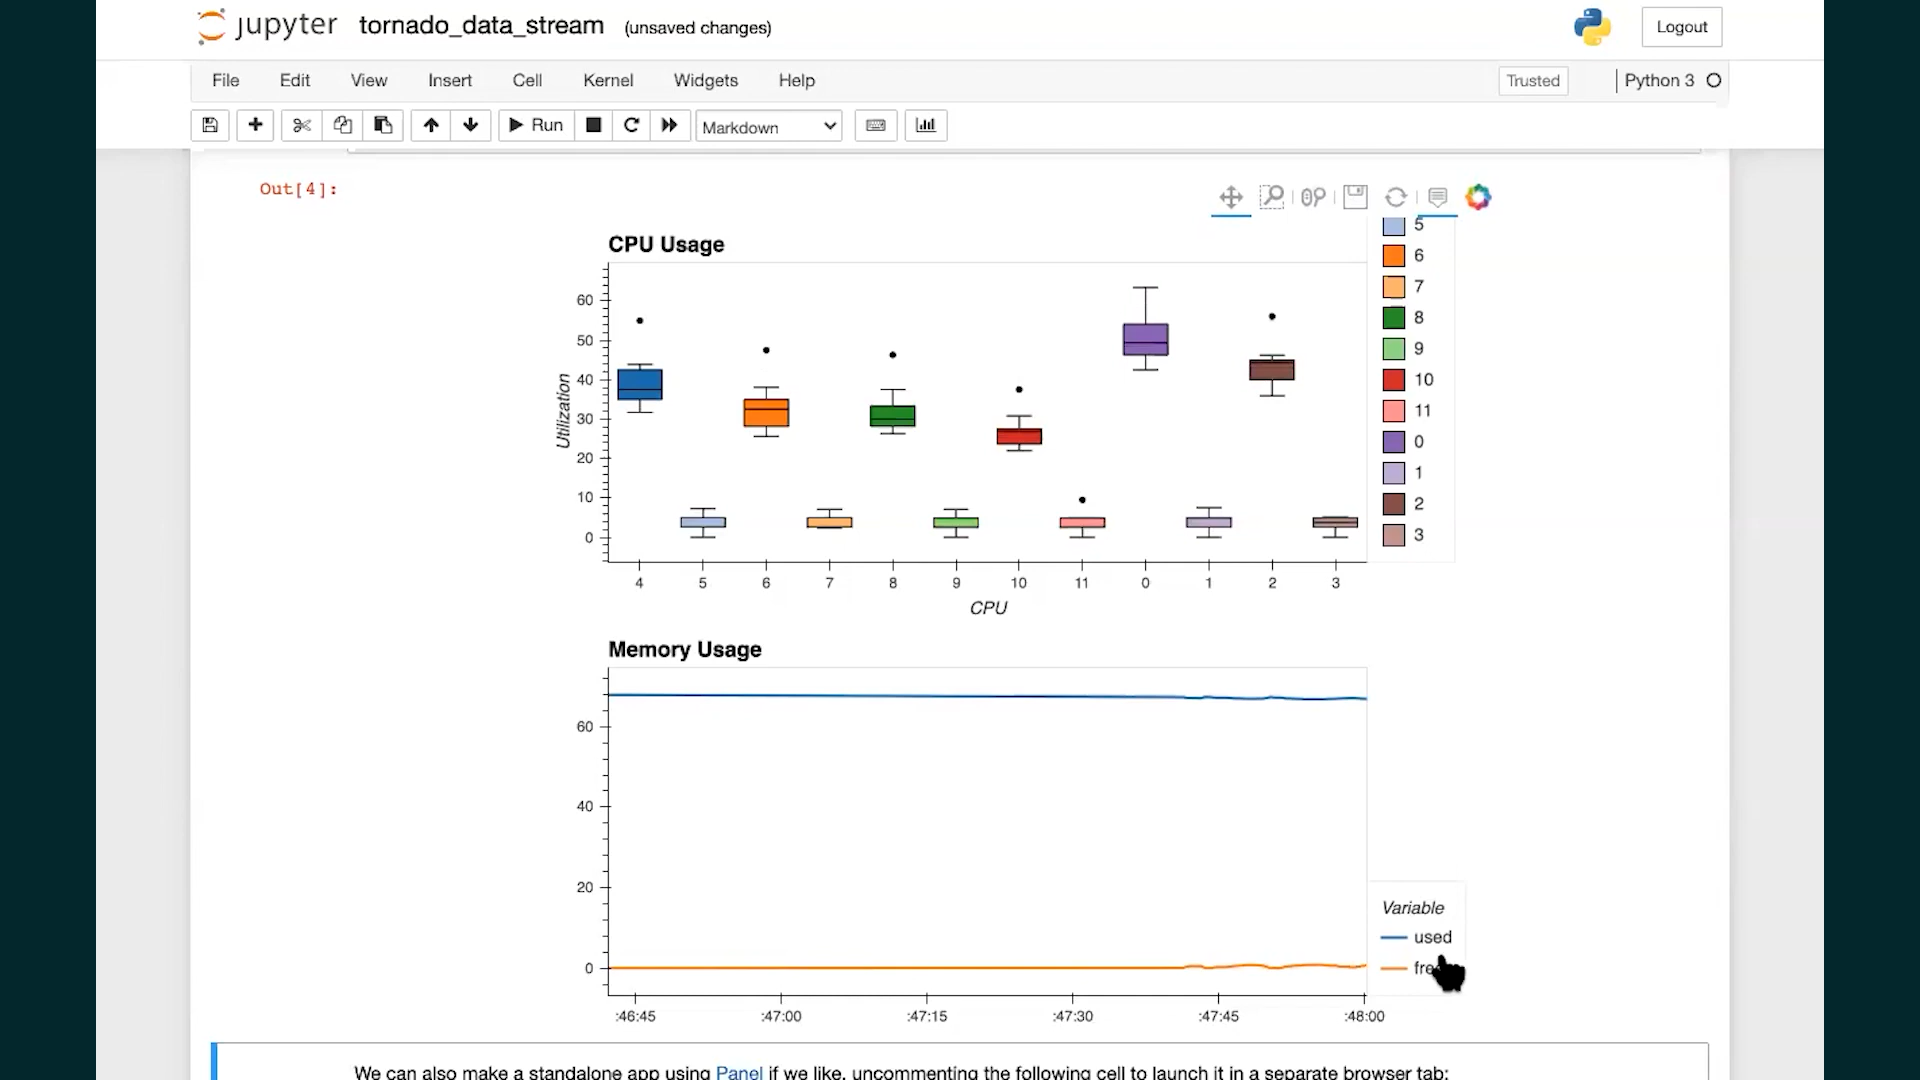 jupyter tornado_data_stream (unsaved changes) Logout
File Edit View Insert Cell Kernel Widgets Help Trusted Python 3
Run Markdown
Out[4]:
CPU Usage
Utilization
60
50
40
30
20
10
0
4 5 6 7 8 9 10 11 0 1 2 3
CPU
5
6
7
8
9
10
11
0
1
2
3
Memory Usage
60
40
20
0
:46:45 :47:00 :47:15 :47:30 :47:45 :48:00
Variable
used
We can also make a standalone app using Panel if we like, uncommenting the following cell to launch it in a separate browser tab: